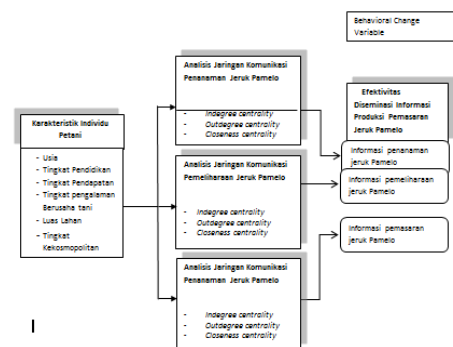 Behavioral Change
Variable
Analisis Jaringan Komunikasi
Penanaman Jeruk Pamelo
- Indegree centrality
- Outdegree centrality
- Closeness centrality
Karakteristik Individu
Petani
- Usia
- Tingkat Pendidikan
- Tingkat Pendapatan
- Tingkat pengalaman
Berusaha tani
- Luas Lahan
- Tingkat
Kekosmopolitan
Analisis Jaringan Komunikasi
Pemeliharaan Jeruk Pamelo
- Indegree centrality
- Outdegree centrality
- Closeness centrality
Analisis Jaringan Komunikasi
Penanaman Jeruk Pamelo
- Indegree centrality
- Outdegree centrality
- Closeness centrality
Efektivitas
Diseminasi Informasi
Produksi Pemasaran
Jeruk Pamelo
Informasi penanaman
jeruk Pamelo
Informasi pemeliharaan
jeruk Pamelo
Informasi pemasaran
jeruk Pamelo